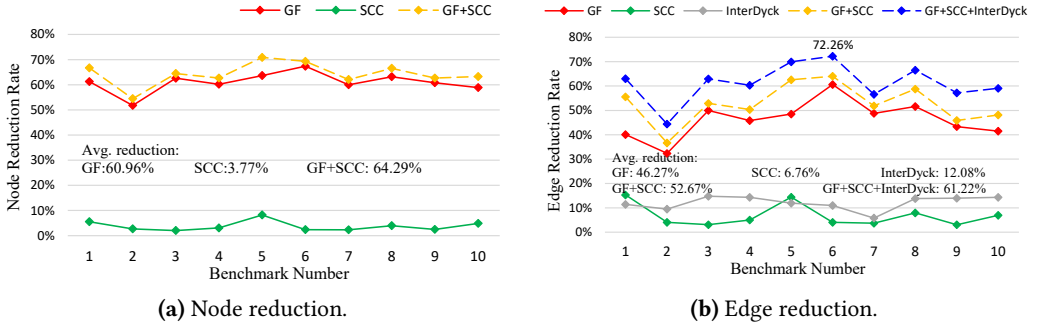 GF SCC GF+SCC
Node Reduction Rate
80%
70%
60%
50%
40%
30%
20%
10%
0%
Avg. reduction:
GF:60.96% SCC:3.77% GF+SCC: 64.29%
1 2 3 4 5 6 7 8 9 10
Benchmark Number
(a) Node reduction.
GF SCC InterDyck GF+SCC GF+SCC+InterDyck
Edge Reduction Rate
80%
70%
60%
50%
40%
30%
20%
10%
0%
72.26%
Avg. reduction:
GF: 46.27% SCC: 6.76% InterDyck: 12.08%
GF+SCC: 52.67% GF+SCC+InterDyck: 61.22%
1 2 3 4 5 6 7 8 9 10
Benchmark Number
(b) Edge reduction.